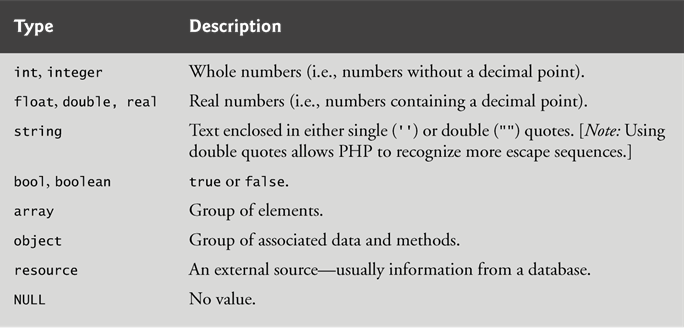 Type Description
int, integer Whole numbers (i.e., numbers without a decimal point).
float, double, real Real numbers (i.e., numbers containing a decimal point).
string Text enclosed in either single ('') or double ("") quotes. [Note: Using
double quotes allows PHP to recognize more escape sequences.]
bool, boolean true or false.
array Group of elements.
object Group of associated data and methods.
resource An external source—usually information from a database.
NULL No value.